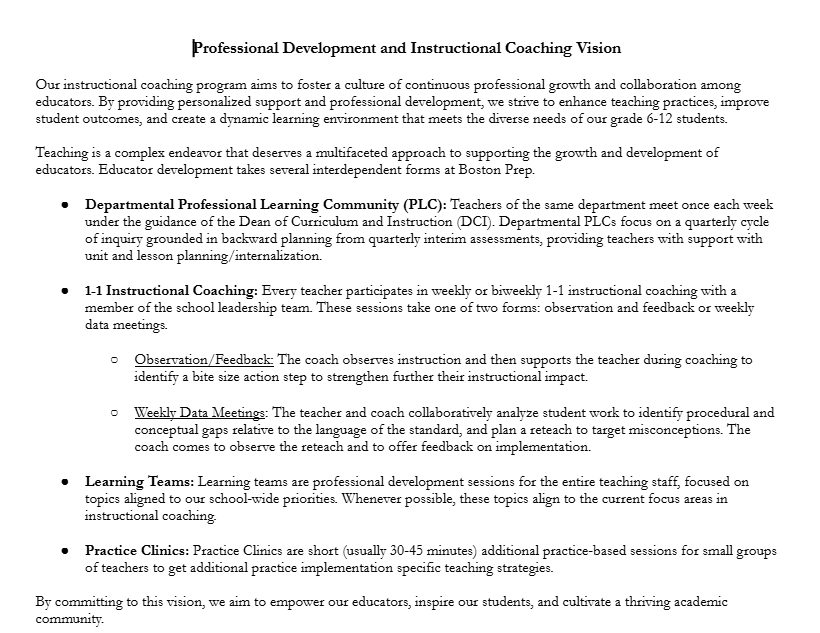 Professional Development and Instructional Coaching Vision
Our instructional coaching program aims to foster a culture of continuous professional growth and collaboration among
educators. By providing personalized support and professional development, we strive to enhance teaching practices, improve
student outcomes, and create a dynamic learning environment that meets the diverse needs of our grade 6-12 students.
Teaching is a complex endeavor that deserves a multifaceted approach to supporting the growth and development of
educators. Educator development takes several interdependent forms at Boston Prep.
● Departmental Professional Learning Community (PLC): Teachers of the same department meet once each week
under the guidance of the Dean of Curriculum and Instruction (DCI). Departmental PLCs focus on a quarterly cycle
of inquiry grounded in backward planning from quarterly interim assessments, providing teachers with support with
unit and lesson planning/internalization.
● 1-1 Instructional Coaching: Every teacher participates in weekly or biweekly 1-1 instructional coaching with a
member of the school leadership team. These sessions take one of two forms: observation and feedback or weekly
data meetings.
○ Observation/Feedback: The coach observes instruction and then supports the teacher during coaching to
identify a bite size action step to strengthen further their instructional impact.
○ Weekly Data Meetings: The teacher and coach collaboratively analyze student work to identify procedural and
conceptual gaps relative to the language of the standard, and plan a reteach to target misconceptions. The
coach comes to observe the reteach and to offer feedback on implementation.
● Learning Teams: Learning teams are professional development sessions for the entire teaching staff, focused on
topics aligned to our school-wide priorities. Whenever possible, these topics align to the current focus areas in
instructional coaching.
● Practice Clinics: Practice Clinics are short (usually 30-45 minutes) additional practice-based sessions for small groups
of teachers to get additional practice implementation specific teaching strategies.
By committing to this vision, we aim to empower our educators, inspire our students, and cultivate a thriving academic
community.